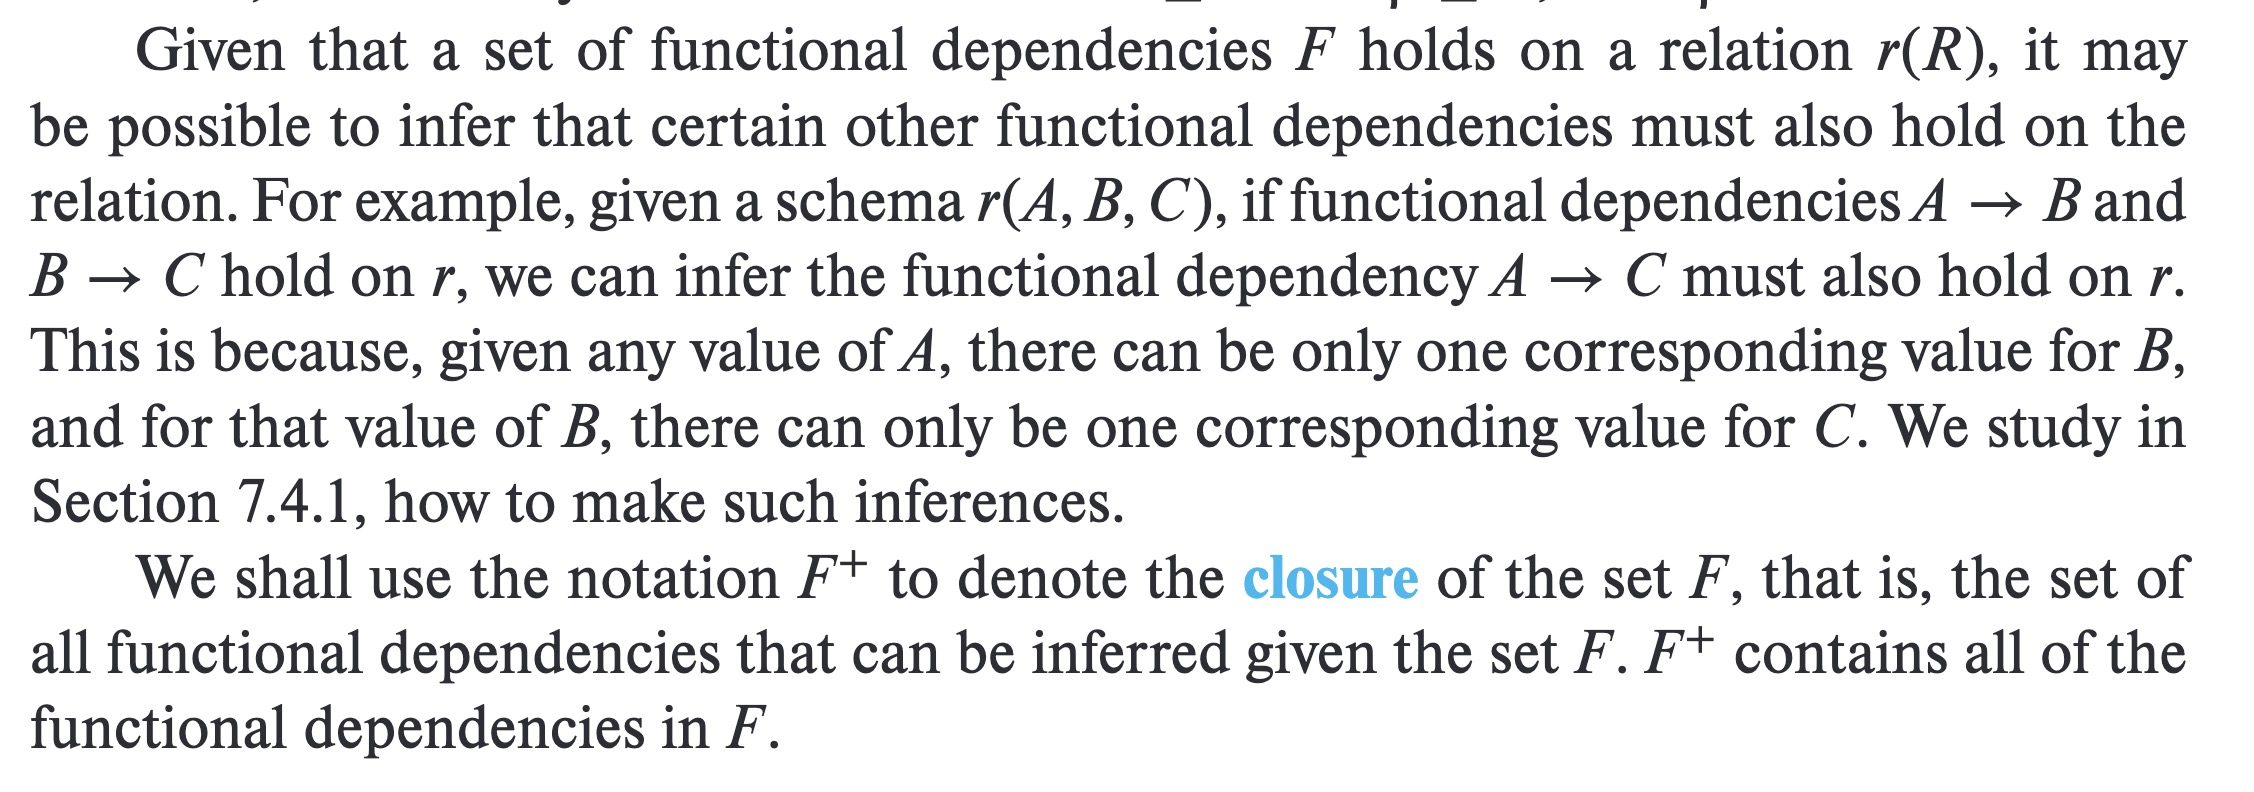 Given that a set of functional dependencies F holds on a relation r(R), it may
be possible to infer that certain other functional dependencies must also hold on the
relation. For example, given a schema r(A, B, C), if functional dependencies A → B and
B → C hold on r, we can infer the functional dependency A → C must also hold on r.
This is because, given any value of A, there can be only one corresponding value for B,
and for that value of B, there can only be one corresponding value for C. We study in
Section 7.4.1, how to make such inferences.
We shall use the notation F⁺ to denote the closure of the set F, that is, the set of
all functional dependencies that can be inferred given the set F. F⁺ contains all of the
functional dependencies in F.